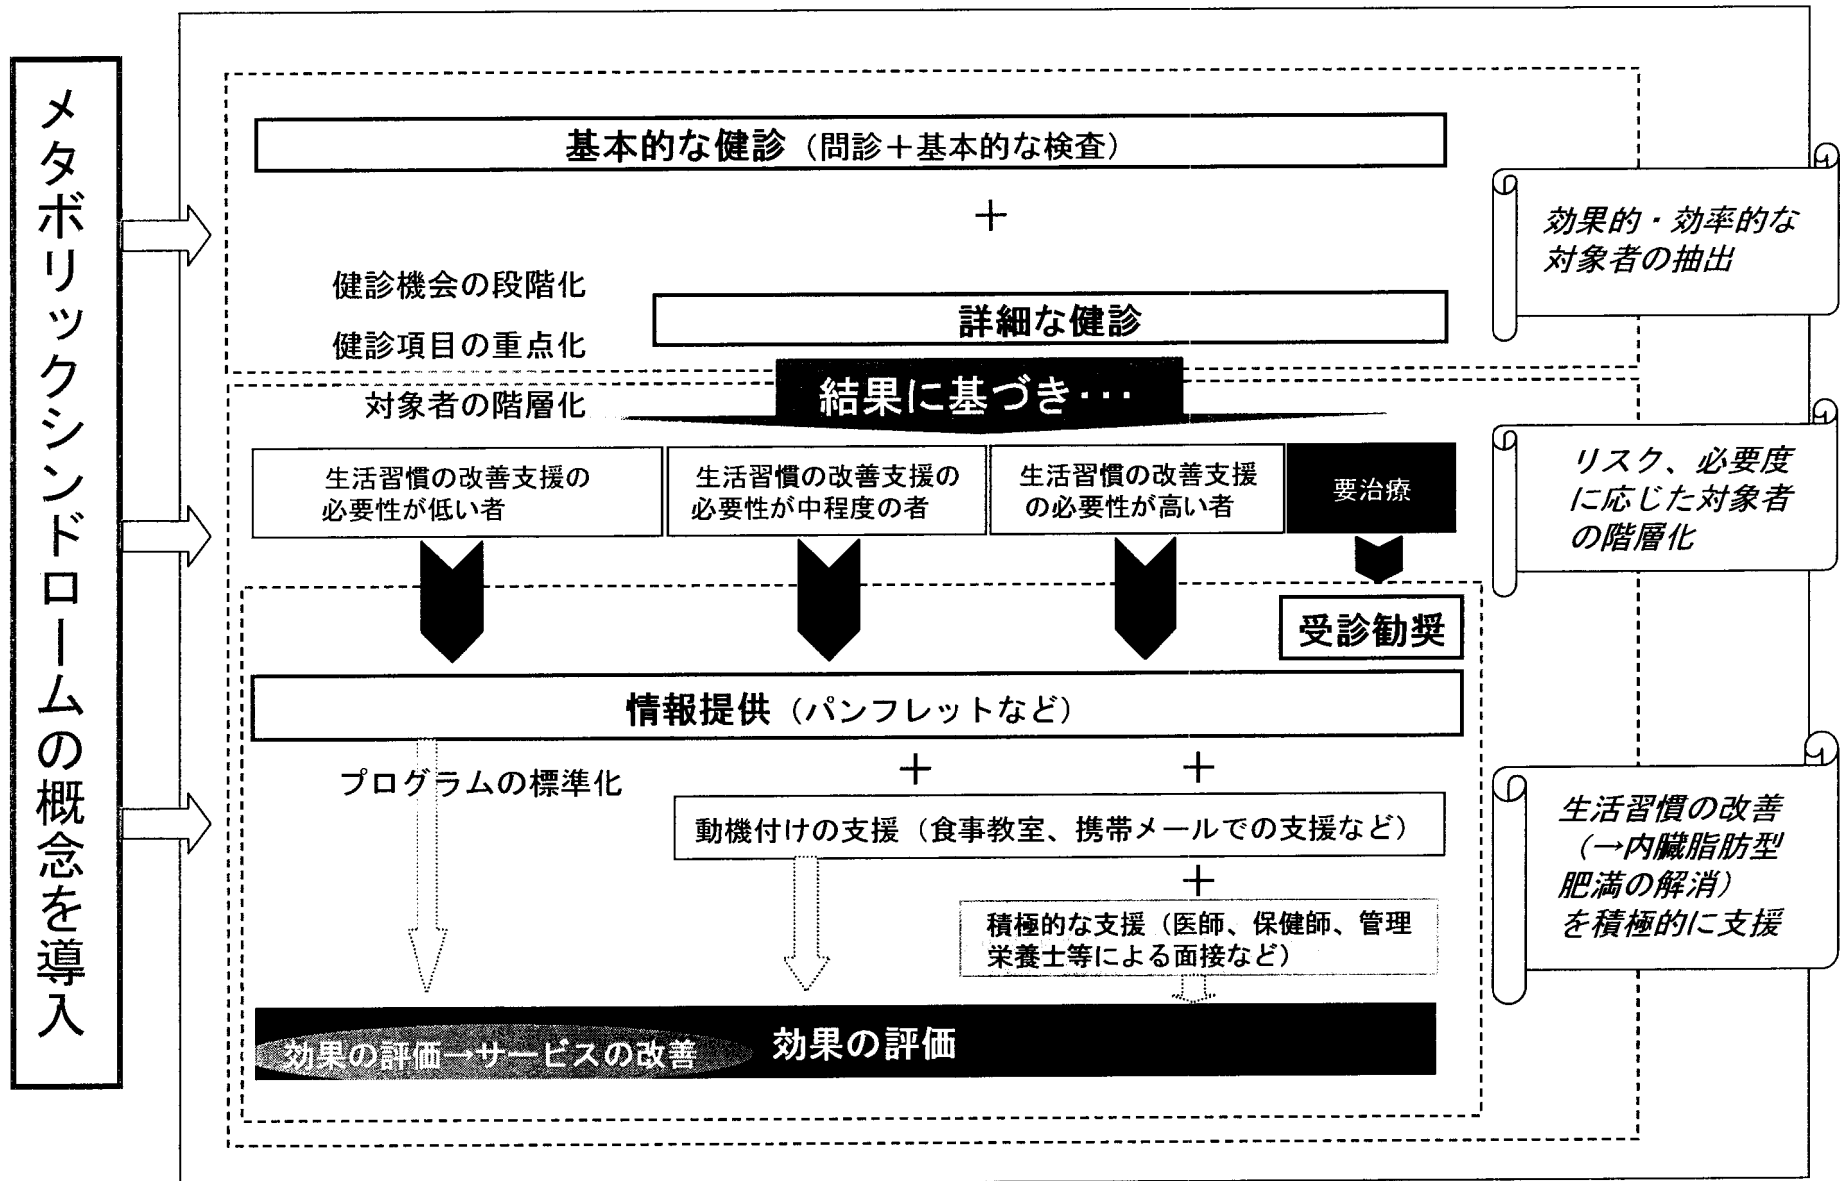 メタボリックシンドロームの概念を導入
基本的な健診（問診＋基本的な検査）
＋
健診機会の段階化
健診項目の重点化
詳細な健診
効果的・効率的な
対象者の抽出
対象者の階層化
結果に基づき…
生活習慣の改善支援の
必要性が低い者
生活習慣の改善支援の
必要性が中程度の者
生活習慣の改善支援
の必要性が高い者
要治療
リスク、必要度
に応じた対象者
の階層化
受診勧奨
情報提供（パンフレットなど）
プログラムの標準化
＋
＋
動機付けの支援（食事教室、携帯メールでの支援など）
＋
積極的な支援（医師、保健師、管理
栄養士等による面接など）
生活習慣の改善
（→内臓脂肪型
肥満の解消）
を積極的に支援
効果の評価→サービスの改善
効果の評価